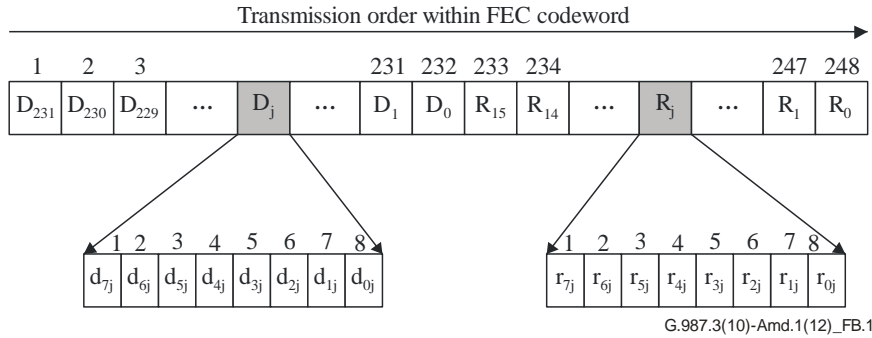 Transmission order within FEC codeword
1 2 3 231 232 233 234 247 248
D231 D230 D229 ... Dj ... D1 D0 R15 R14 ... Rj ... R1 R0
1 2 3 4 5 6 7 8 1 2 3 4 5 6 7 8
d7j d6j d5j d4j d3j d2j d1j d0j r7j r6j r5j r4j r3j r2j r1j r0j
G.987.3(10)-Amd.1(12)_FB.1